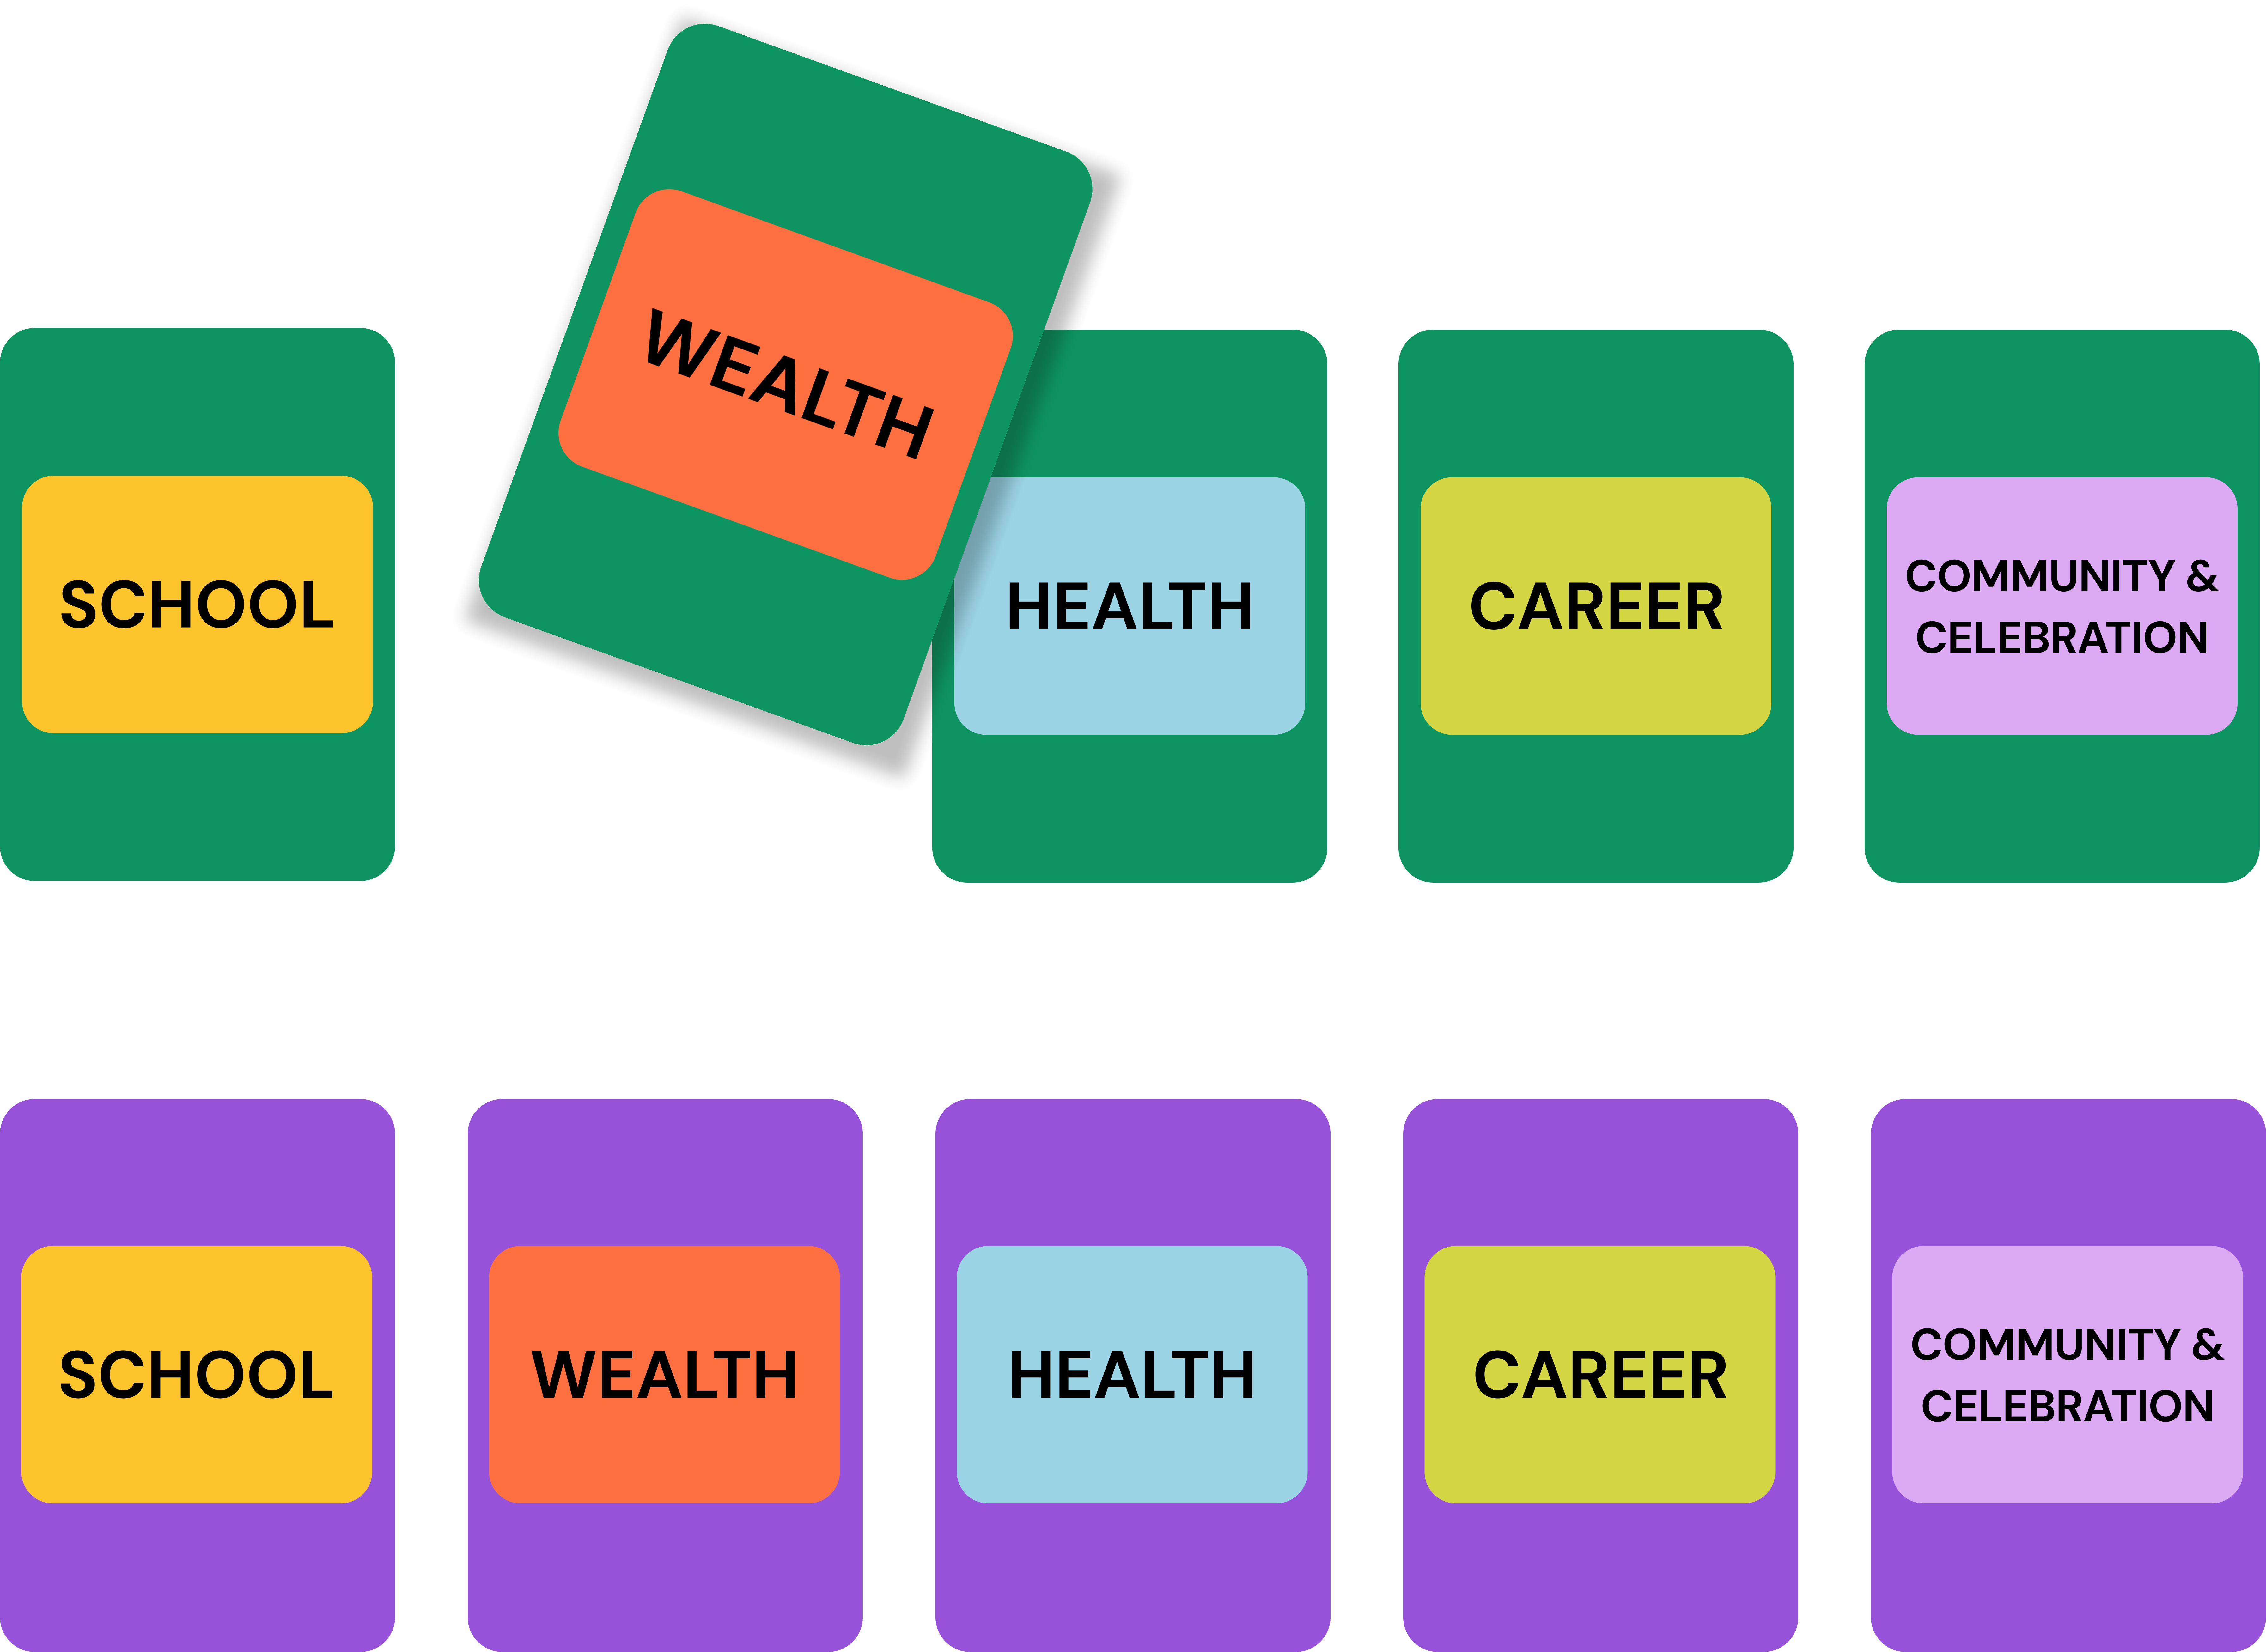 SCHOOL
WEALTH
HEALTH
CAREER
COMMUNITY &
CELEBRATION
SCHOOL
WEALTH
HEALTH
CAREER
COMMUNITY &
CELEBRATION